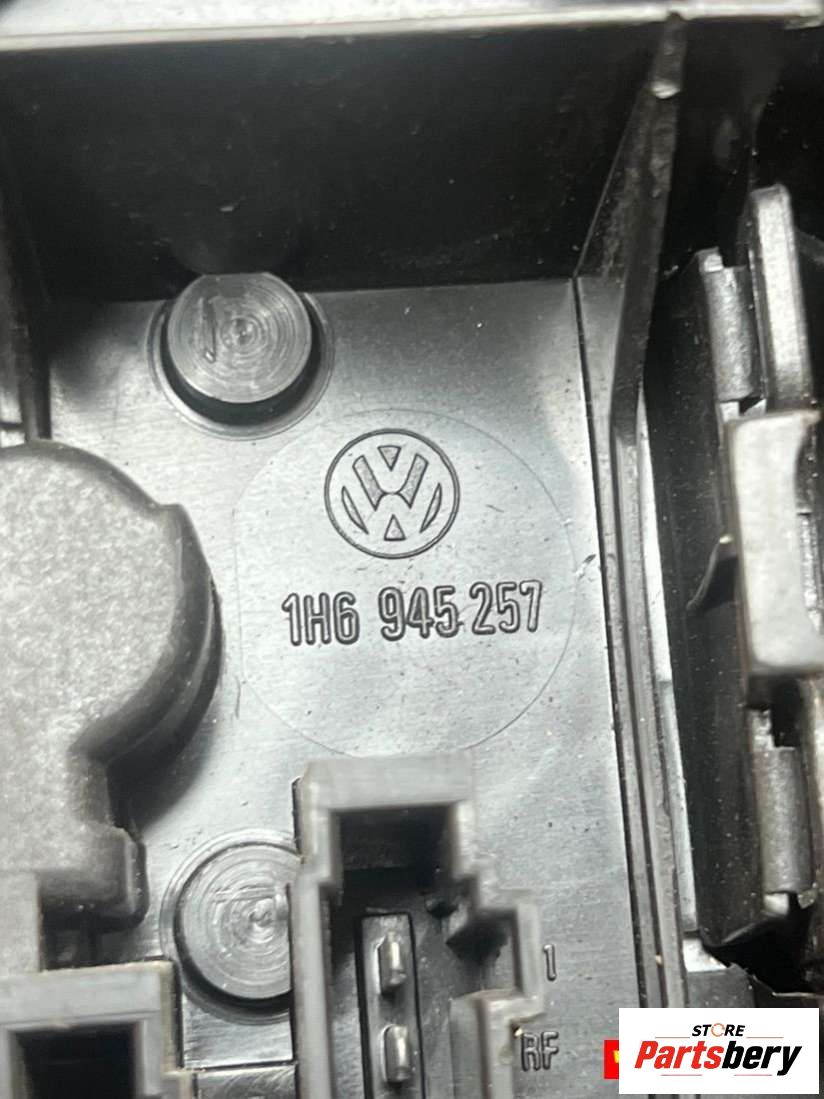 1H6 945 257
1
RF
STORE
Partsbery